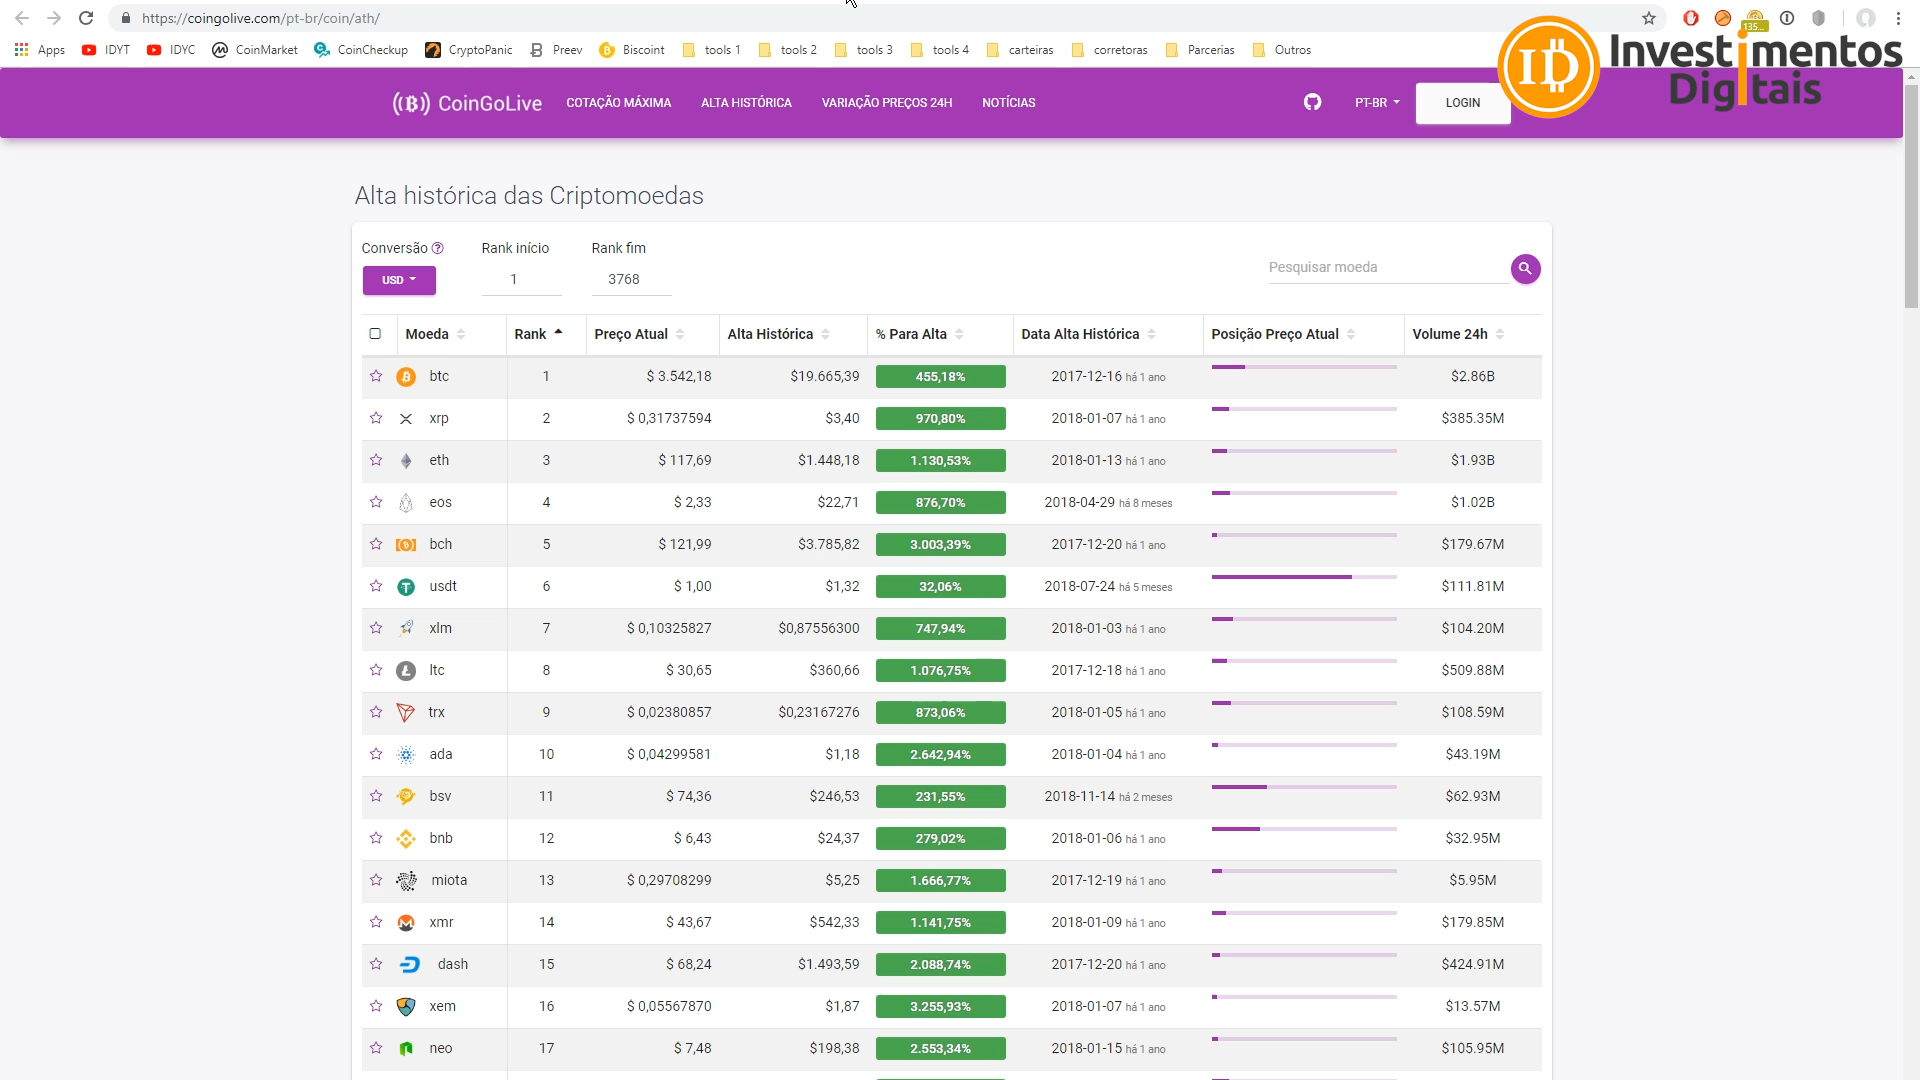 https://coingolive.com/pt-br/coin/ath/
135...
Apps IDYT IDYC CoinMarket CoinCheckup CryptoPanic Preev Biscoint tools 1 tools 2 tools 3 tools 4 carteiras corretoras Parcerias Outros
Investimentos
Digitais
CoinGoLive COTAÇÃO MÁXIMA ALTA HISTÓRICA VARIAÇÃO PREÇOS 24H NOTÍCIAS PT-BR LOGIN
Alta histórica das Criptomoedas
Conversão Rank início Rank fim
USD 1 3768 Pesquisar moeda
Moeda Rank Preço Atual Alta Histórica % Para Alta Data Alta Histórica Posição Preço Atual Volume 24h
btc 1 $ 3.542,18 $19.665,39 455,18% 2017-12-16 há 1 ano $2.86B
xrp 2 $ 0,31737594 $3,40 970,80% 2018-01-07 há 1 ano $385.35M
eth 3 $ 117,69 $1.448,18 1.130,53% 2018-01-13 há 1 ano $1.93B
eos 4 $ 2,33 $22,71 876,70% 2018-04-29 há 8 meses $1.02B
bch 5 $ 121,99 $3.785,82 3.003,39% 2017-12-20 há 1 ano $179.67M
usdt 6 $ 1,00 $1,32 32,06% 2018-07-24 há 5 meses $111.81M
xlm 7 $ 0,10325827 $0,87556300 747,94% 2018-01-03 há 1 ano $104.20M
ltc 8 $ 30,65 $360,66 1.076,75% 2017-12-18 há 1 ano $509.88M
trx 9 $ 0,02380857 $0,23167276 873,06% 2018-01-05 há 1 ano $108.59M
ada 10 $ 0,04299581 $1,18 2.642,94% 2018-01-04 há 1 ano $43.19M
bsv 11 $ 74,36 $246,53 231,55% 2018-11-14 há 2 meses $62.93M
bnb 12 $ 6,43 $24,37 279,02% 2018-01-06 há 1 ano $32.95M
miota 13 $ 0,29708299 $5,25 1.666,77% 2017-12-19 há 1 ano $5.95M
xmr 14 $ 43,67 $542,33 1.141,75% 2018-01-09 há 1 ano $179.85M
dash 15 $ 68,24 $1.493,59 2.088,74% 2017-12-20 há 1 ano $424.91M
xem 16 $ 0,05567870 $1,87 3.255,93% 2018-01-07 há 1 ano $13.57M
neo 17 $ 7,48 $198,38 2.553,34% 2018-01-15 há 1 ano $105.95M